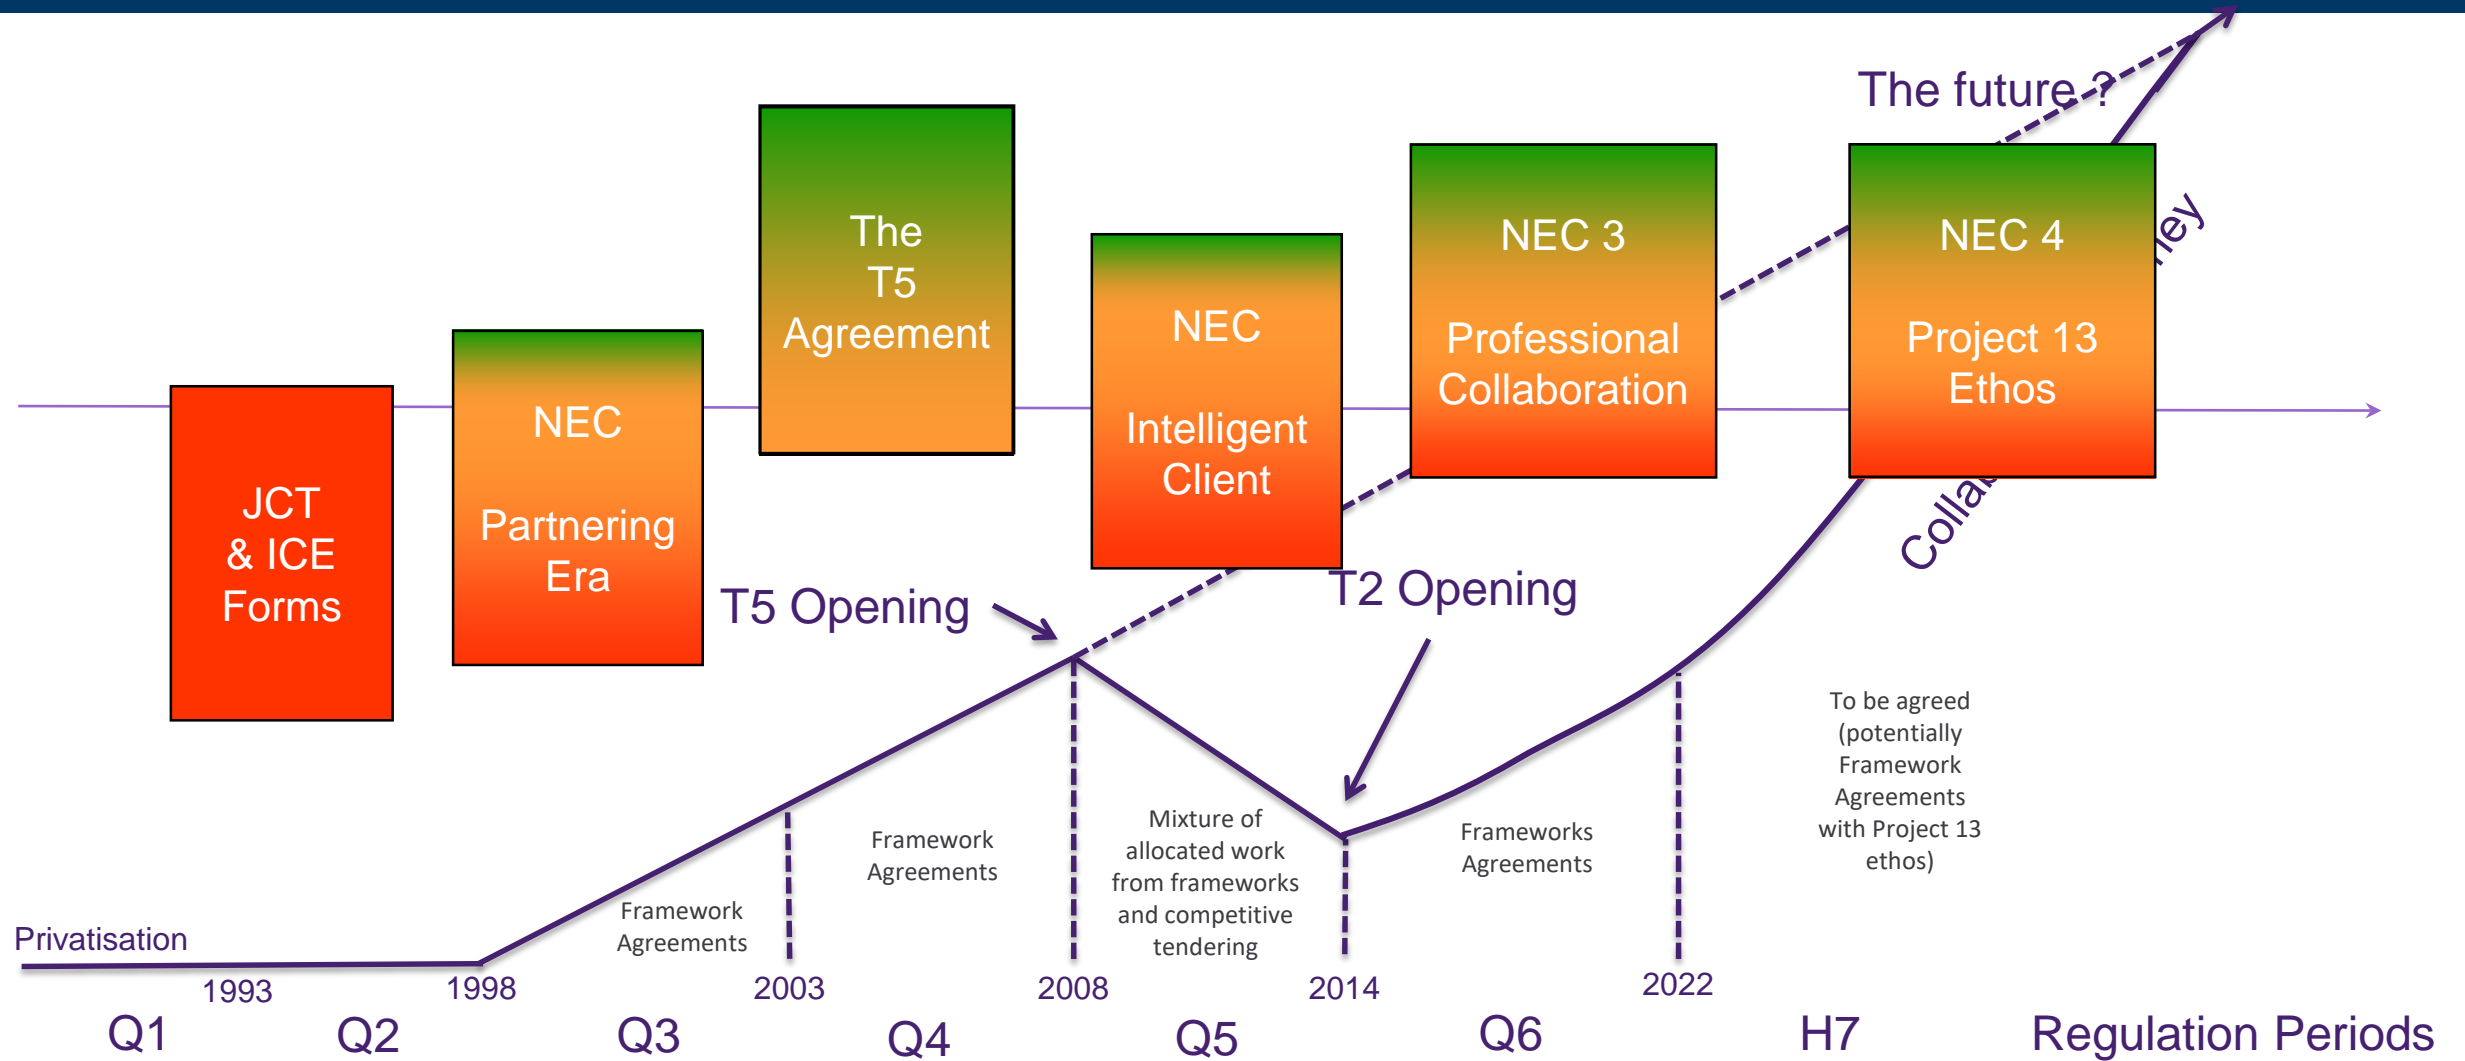 The future ?
The
T5
Agreement
NEC 3
Professional
Collaboration
NEC 4
Project 13
Ethos
NEC
Intelligent
Client
NEC
Partnering
Era
JCT
& ICE
Forms
T5 Opening
T2 Opening
To be agreed
(potentially
Framework
Agreements
with Project 13
ethos)
Mixture of
allocated work
from frameworks
and competitive
tendering
Framework
Agreements
Frameworks
Agreements
Framework
Agreements
Privatisation
1993
1998
2003
2008
2014
2022
Q1
Q2
Q3
Q4
Q5
Q6
H7
Regulation Periods